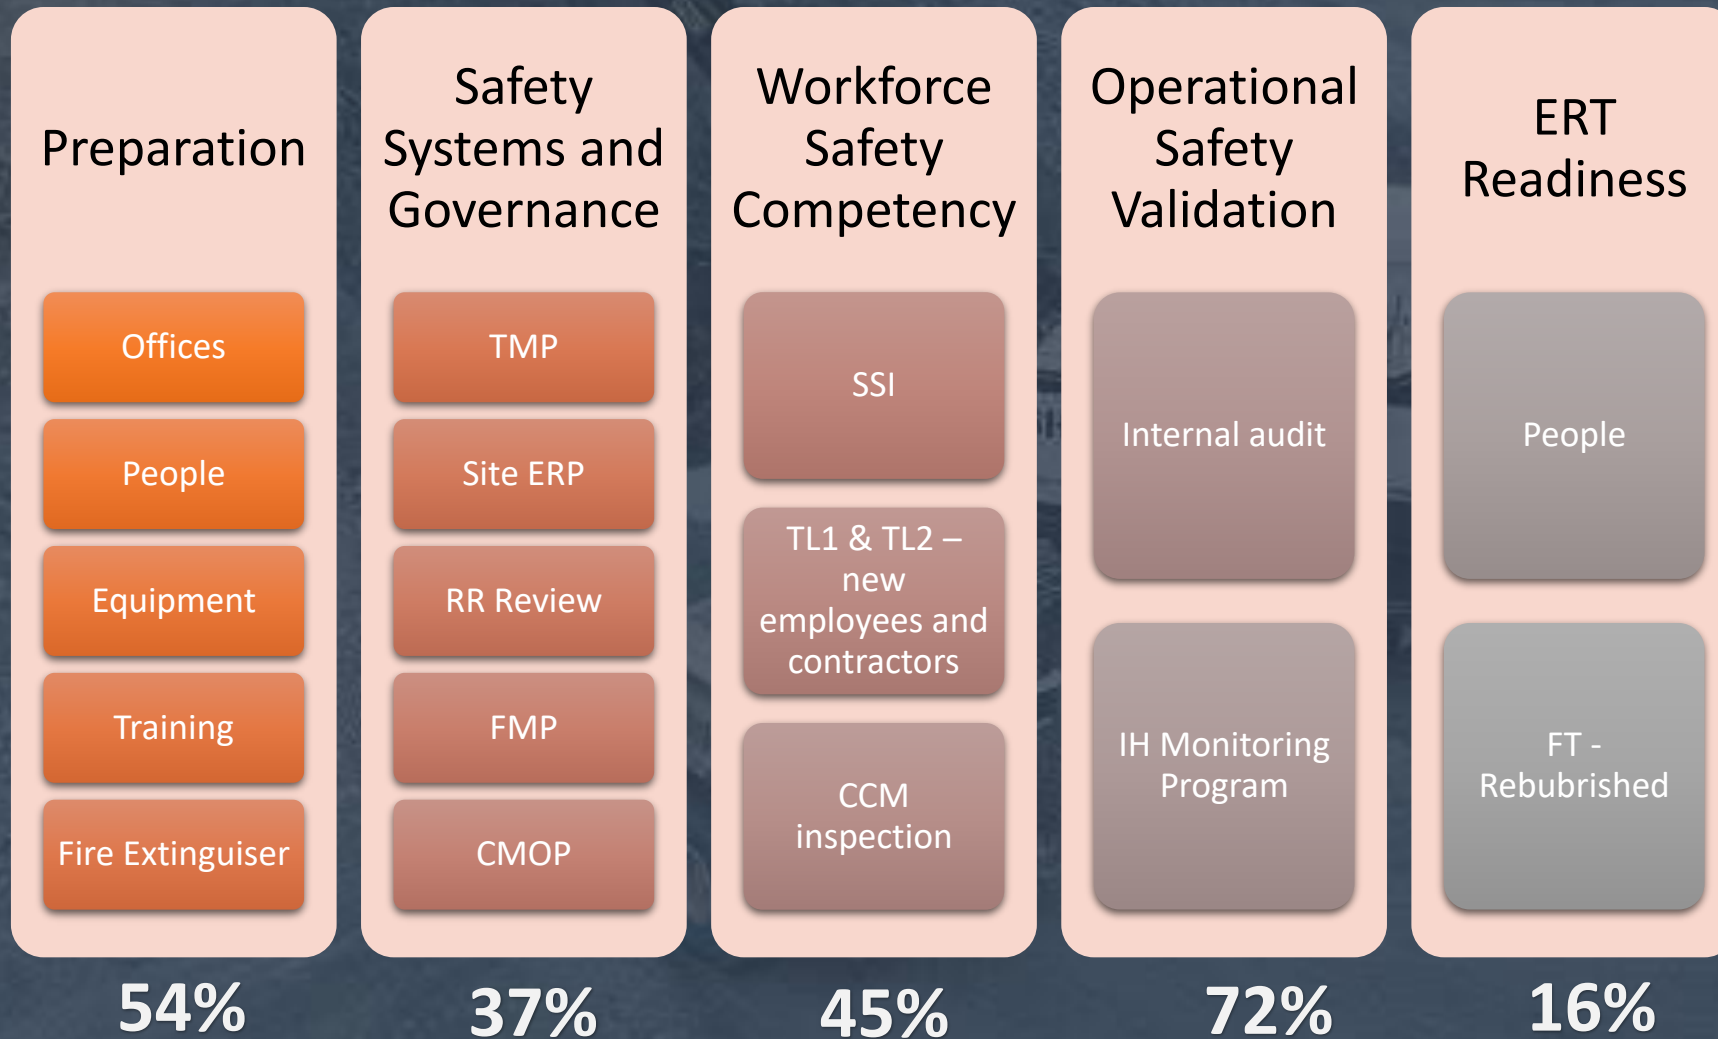 Preparation
Offices
People
Equipment
Training
Fire Extinguiser
54%
Safety
Systems and
Governance
TMP
Site ERP
RR Review
FMP
CMOP
37%
Workforce
Safety
Competency
SSI
TL1 & TL2 –
new
employees and
contractors
CCM
inspection
45%
Operational
Safety
Validation
Internal audit
IH Monitoring
Program
72%
ERT
Readiness
People
FT -
Rebubrished
16%